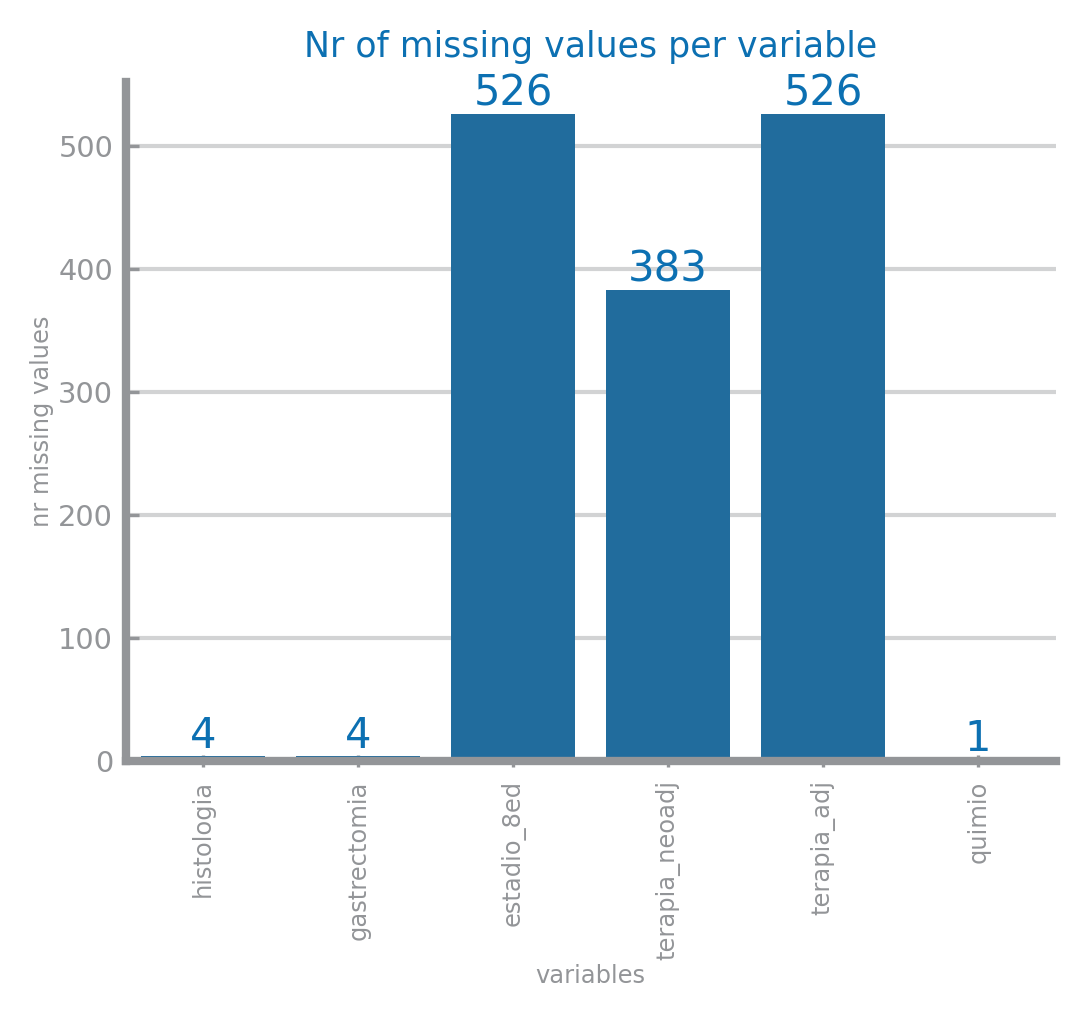 Nr of missing values per variable
526
526
500
400
383
300
nr missing values
200
100
4
4
1
0
histologia
gastrectomia
estadio_8ed
terapia_neoadj
terapia_adj
quimio
variables